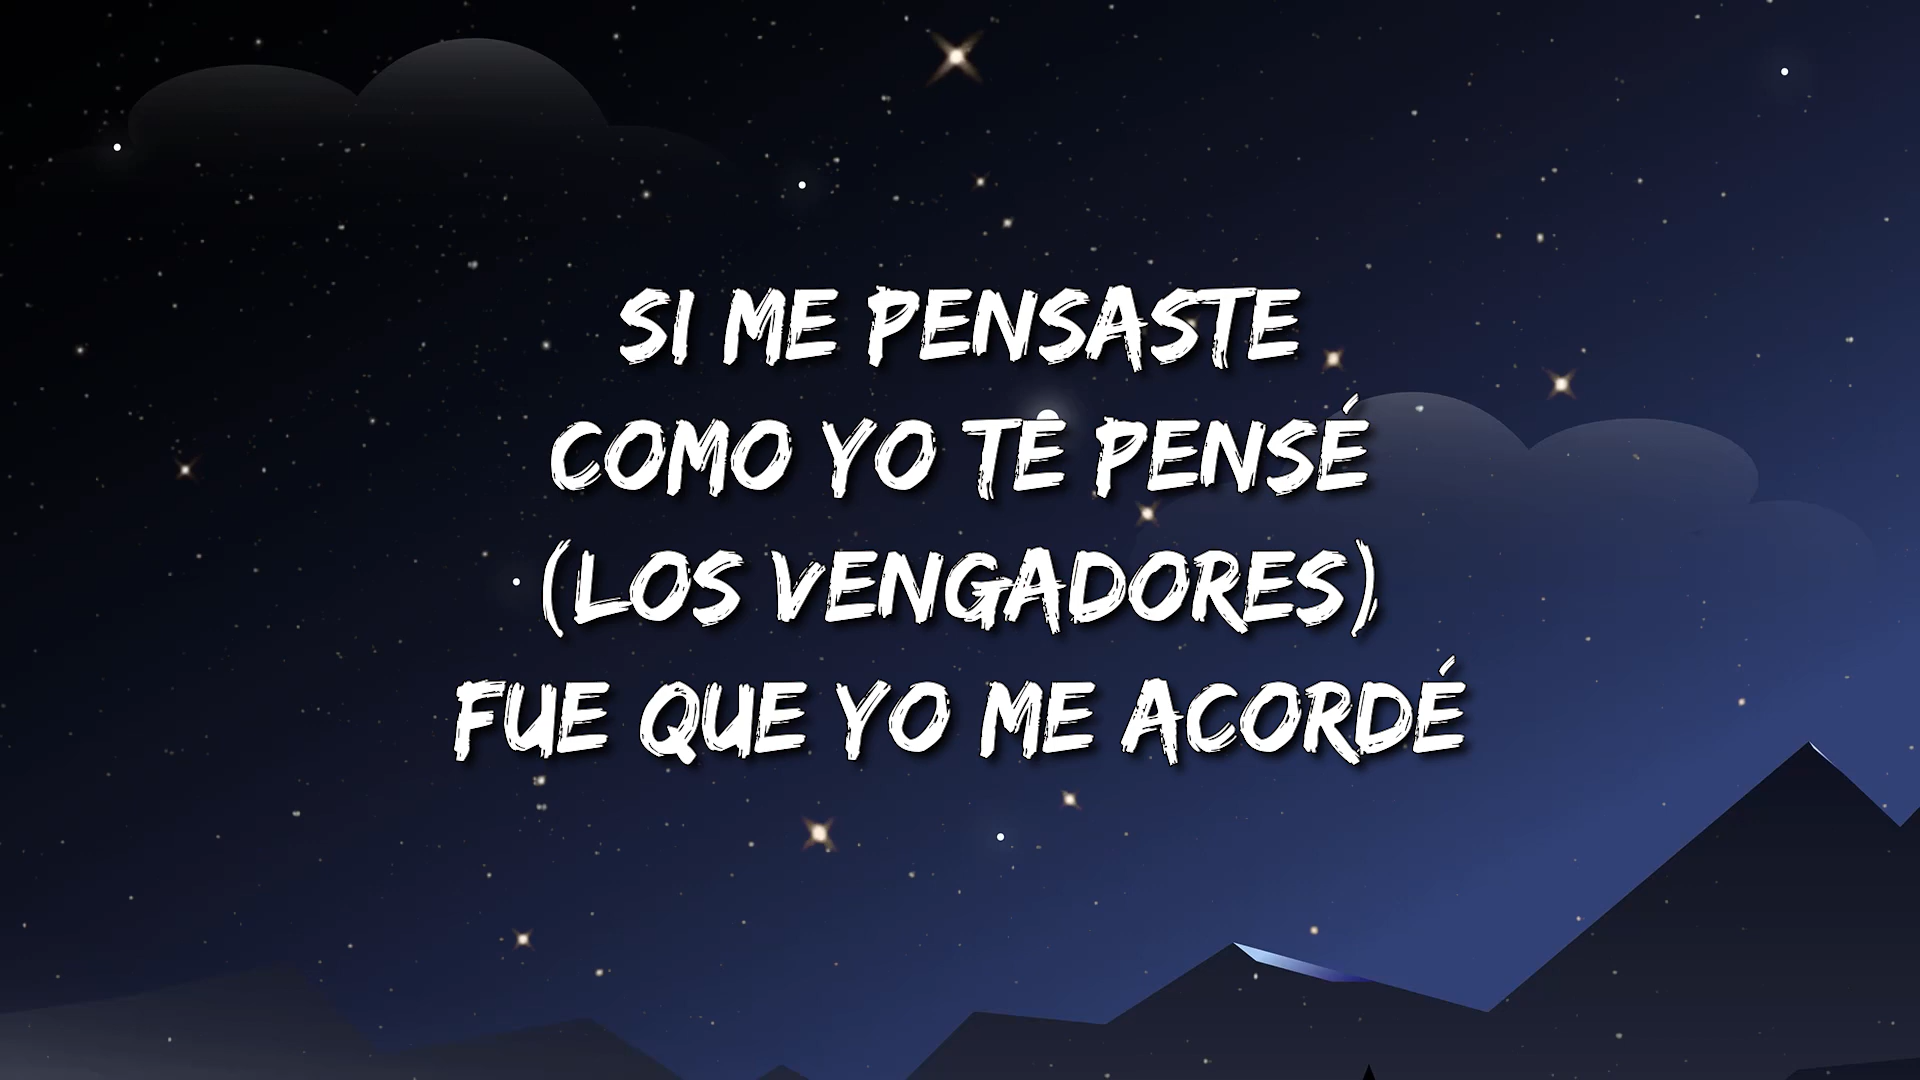 SI ME PENSASTE
COMO YO TE PENSÉ
(LOS VENGADORES)
FUE QUE YO ME ACORDÉ